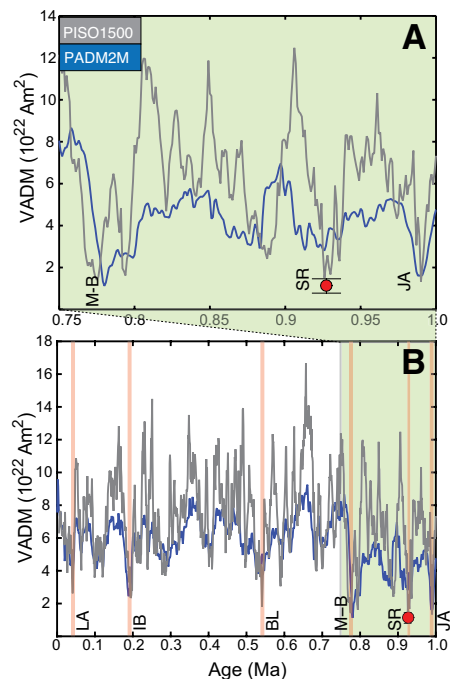 A
PISO1500
PADM2M
VADM (10²² Am²)
14
12
10
8
6
4
2
M-B
SR
JA
0.75
0.8
0.85
0.9
0.95
1.0
B
VADM (10²² Am²)
18
16
14
12
10
8
6
4
2
LA
IB
BL
M–B
SR
JA
0 0.1 0.2 0.3 0.4 0.5 0.6 0.7 0.8 0.9 1.0
Age (Ma)